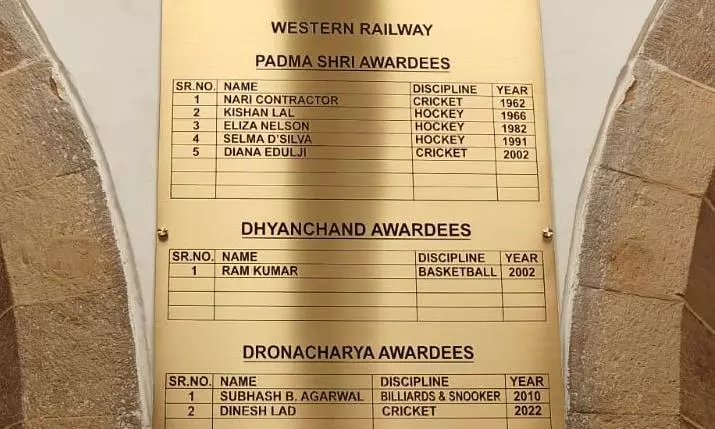 WESTERN RAILWAY
PADMA SHRI AWARDEES
SR.NO. NAME DISCIPLINE YEAR
1 NARI CONTRACTOR CRICKET 1962
2 KISHAN LAL HOCKEY 1966
3 ELIZA NELSON HOCKEY 1982
4 SELMA D'SILVA HOCKEY 1991
5 DIANA EDULJI CRICKET 2002
DHYANCHAND AWARDEES
SR.NO. NAME DISCIPLINE YEAR
1 RAM KUMAR BASKETBALL 2002
DRONACHARYA AWARDEES
SR.NO. NAME DISCIPLINE YEAR
1 SUBHASH B. AGARWAL BILLIARDS & SNOOKER 2010
2 DINESH LAD CRICKET 2022